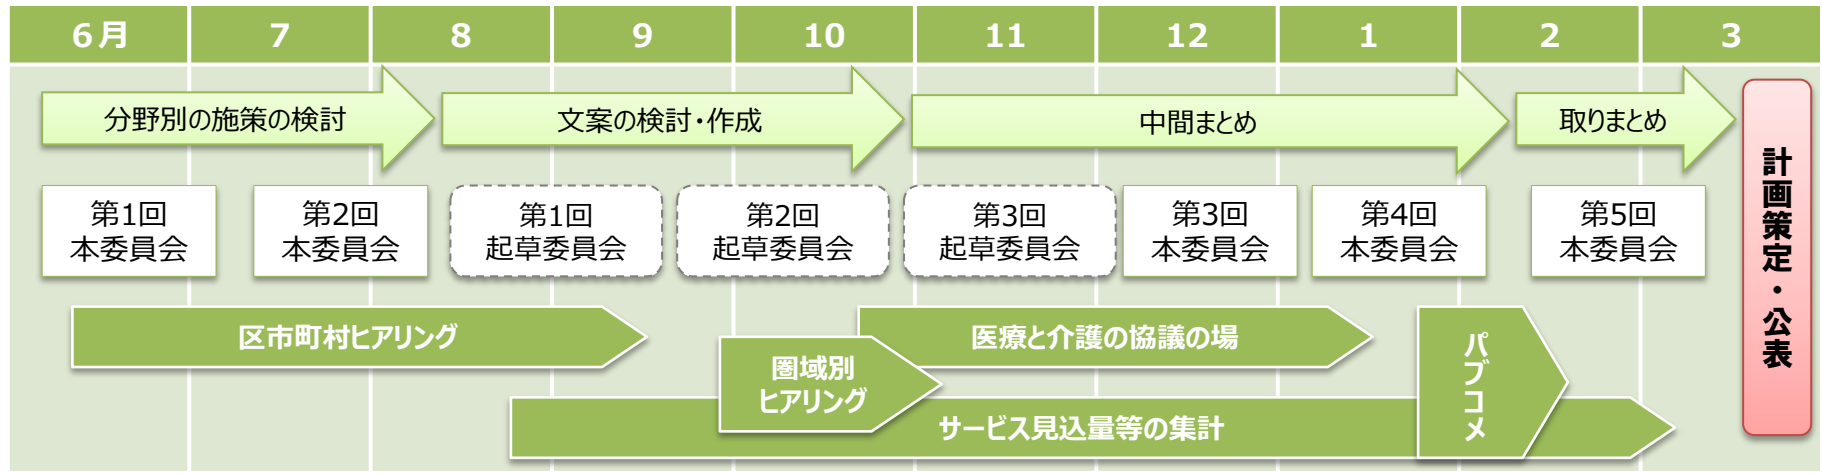 6月
7
8
9
10
11
12
1
2
3
分野別の施策の検討
文案の検討・作成
中間まとめ
取りまとめ
第1回
本委員会
第2回
本委員会
第1回
起草委員会
第2回
起草委員会
第3回
起草委員会
第3回
本委員会
第4回
本委員会
第5回
本委員会
計画策定・公表
区市町村ヒアリング
圏域別
ヒアリング
医療と介護の協議の場
パブコメ
サービス見込量等の集計